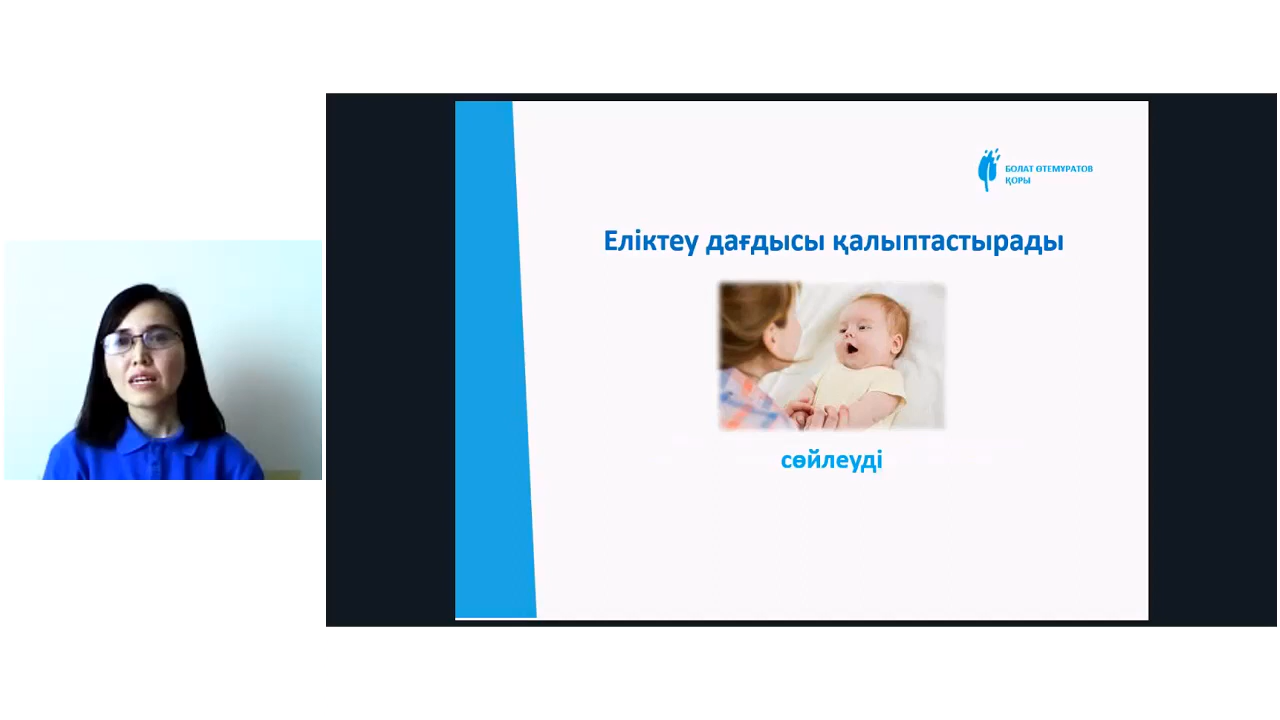 БОЛАТ ӨТЕМҰРАТОВ
ҚОРЫ
Еліктеу дағдысы қалыптастырады
сөйлеуді